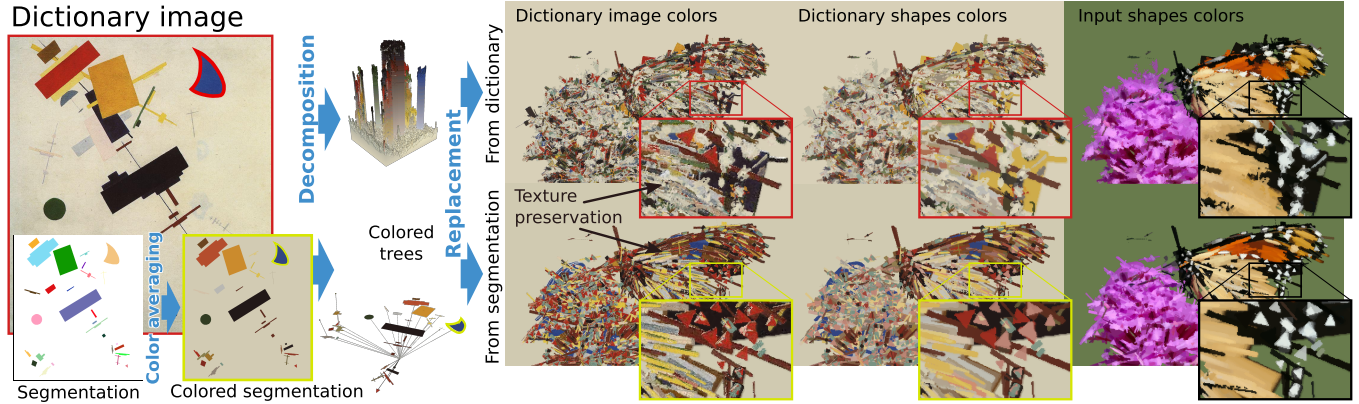 Dictionary image
Decomposition
Replacement
Colored
trees
Color averaging
Segmentation
Colored segmentation
From dictionary
From segmentation
Dictionary image colors
Dictionary shapes colors
Input shapes colors
Texture
preservation